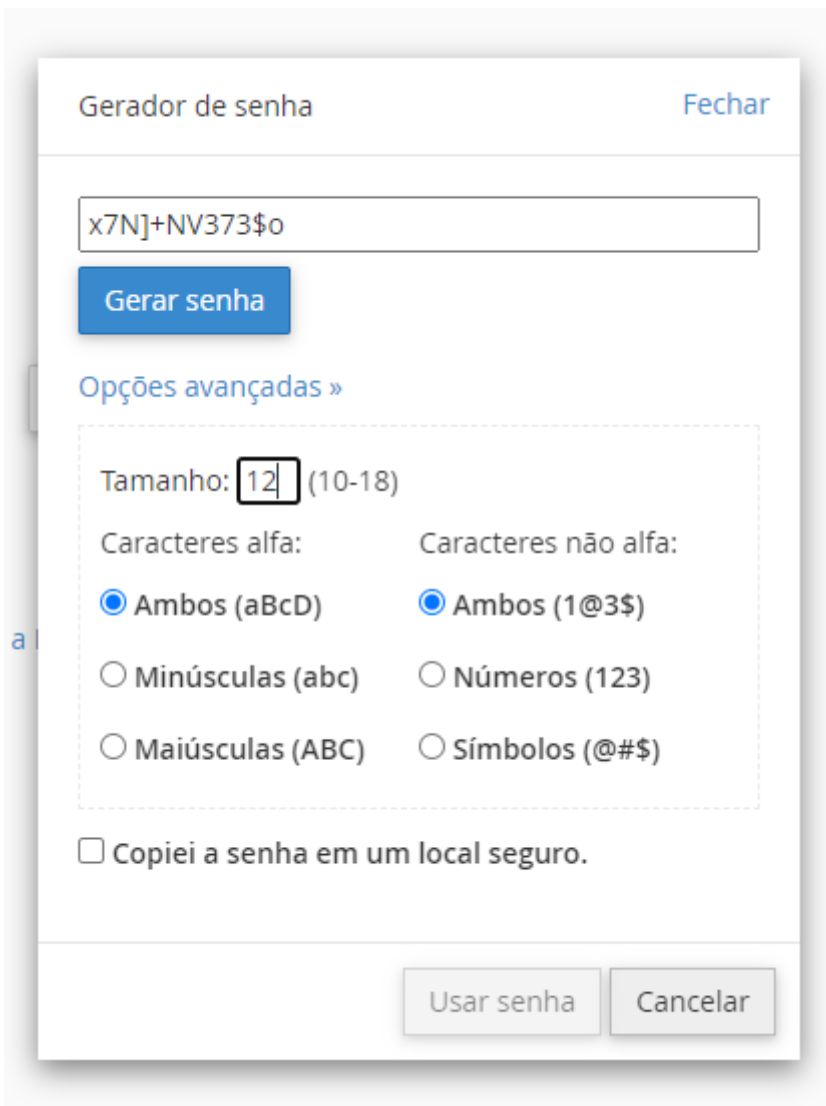 Gerador de senha Fechar
x7N]+NV373$o
Gerar senha
Opções avançadas »
Tamanho: 12 (10-18)
Caracteres alfa: Caracteres não alfa:
Ambos (aBcD) Ambos (1@3$)
a
Minúsculas (abc) Números (123)
Maiúsculas (ABC) Símbolos (@#$)
Copiei a senha em um local seguro.
Usar senha Cancelar